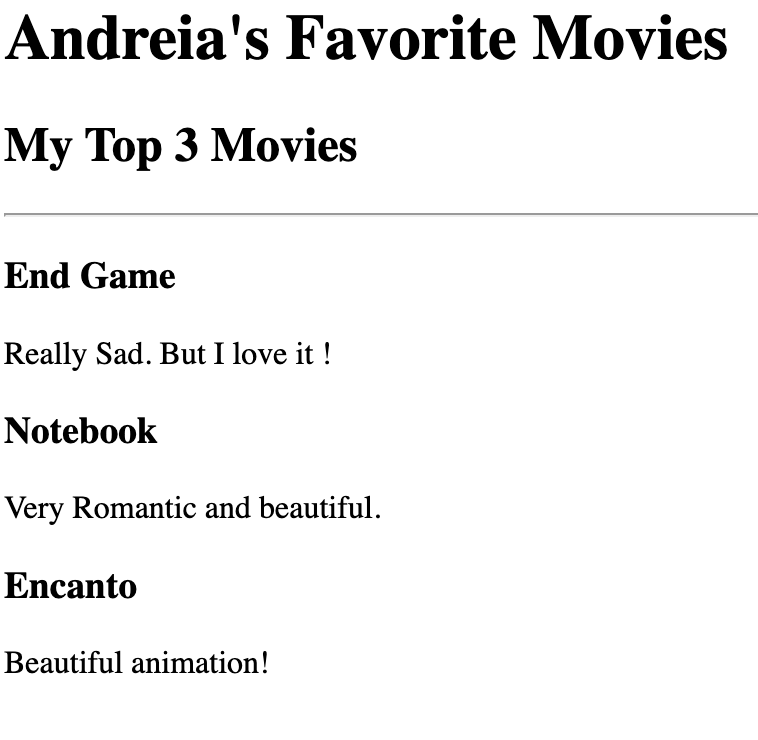 Andreia's Favorite Movies
My Top 3 Movies
End Game
Really Sad. But I love it !
Notebook
Very Romantic and beautiful.
Encanto
Beautiful animation!